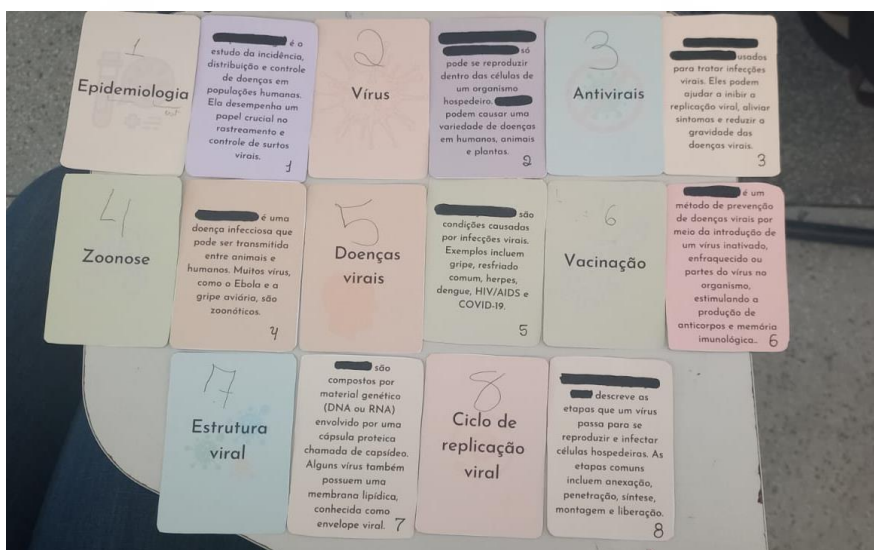 1
Epidemiologia
é o
estudo da incidência,
distribuição e controle
de doenças em
populações humanas.
Ela desempenha um
papel crucial no
rastreamento e
controle de surtos
virais.
1
2
Vírus
só
pode se reproduzir
dentro das células de
um organismo
hospedeiro.
podem causar uma
variedade de doenças
em humanos, animais
e plantas.
2
3
Antivirais
usados
para tratar infecções
virais. Eles podem
ajudar a inibir a
replicação viral, aliviar
sintomas e reduzir a
gravidade das
doenças virais.
3
4
Zoonose
é uma
doença infecciosa que
pode ser transmitida
entre animais e
humanos. Muitos vírus,
como o Ebola e a
gripe aviária, são
zoonóticos.
4
5
Doenças
virais
são
condições causadas
por infecções virais.
Exemplos incluem
gripe, resfriado
comum, herpes,
dengue, HIV/AIDS e
COVID-19.
5
6
Vacinação
é um
método de prevenção
de doenças virais por
meio da introdução de
um vírus inativado,
enfraquecido ou
partes do vírus no
organismo,
estimulando a
produção de
anticorpos e memória
imunológica..
6
7
Estrutura
viral
são
compostos por
material genético
(DNA ou RNA)
envolvido por uma
cápsula proteica
chamada de capsídeo.
Alguns vírus também
possuem uma
membrana lipídica,
conhecida como
envelope viral.
7
8
Ciclo de
replicação
viral
descreve as
etapas que um vírus
passa para se
reproduzir e infectar
células hospedeiras. As
etapas comuns
incluem anexação,
penetração, síntese,
montagem e liberação.
8